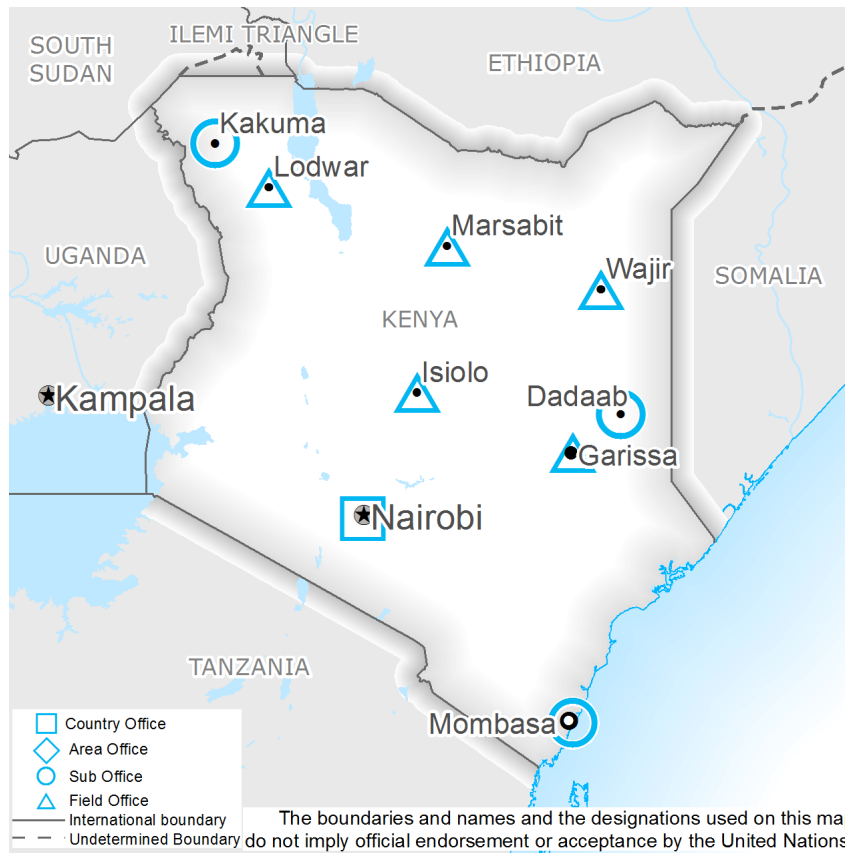 ILEMI TRIANGLE
SOUTH
SUDAN
ETHIOPIA
Kakuma
Lodwar
Marsabit
UGANDA
Wajir
SOMALIA
KENYA
Isiolo
Kampala
Dadaab
Garissa
Nairobi
TANZANIA
Mombasa
Country Office
Area Office
Sub Office
Field Office
International boundary
Undetermined Boundary
The boundaries and names and the designations used on this ma
do not imply official endorsement or acceptance by the United Nations